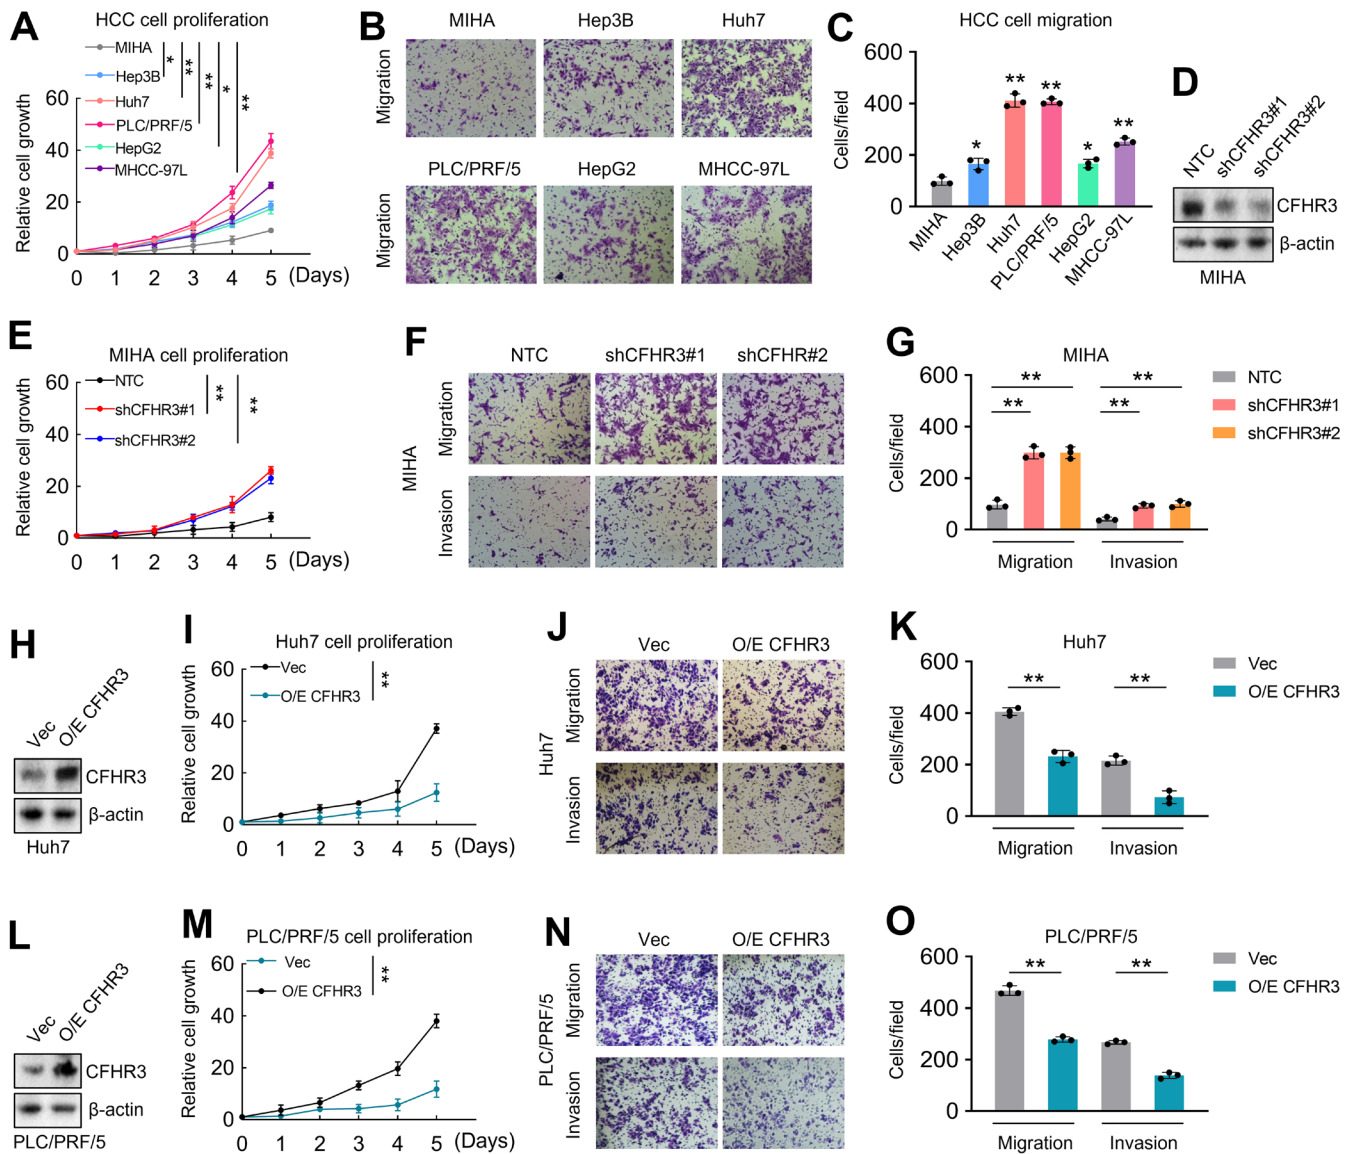 A
HCC cell proliferation
MIHA
Hep3B
Huh7
PLC/PRF/5
HepG2
MHCC-97L
*
**
**
*
**
Relative cell growth
60
40
20
0
0 1 2 3 4 5 (Days)
B
MIHA Hep3B Huh7
Migration
PLC/PRF/5 HepG2 MHCC-97L
Migration
C
HCC cell migration
Cells/field
600
400
200
0
* ** ** * **
MIHA
Hep3B
Huh7
PLC/PRF/5
HepG2
MHCC-97L
D
NTC
shCFHR3#1
shCFHR3#2
CFHR3
β-actin
MIHA
E
MIHA cell proliferation
NTC
shCFHR3#1
shCFHR3#2
**
**
Relative cell growth
60
40
20
0
0 1 2 3 4 5 (Days)
F
NTC shCFHR3#1 shCFHR#2
MIHA
Migration
Invasion
G
MIHA
Cells/field
600
400
200
0
** **
** **
Migration Invasion
NTC
shCFHR3#1
shCFHR3#2
H
Vec
O/E CFHR3
CFHR3
β-actin
Huh7
I
Huh7 cell proliferation
Vec
O/E CFHR3
**
Relative cell growth
60
40
20
0
0 1 2 3 4 5 (Days)
J
Vec O/E CFHR3
Huh7
Migration
Invasion
K
Huh7
Cells/field
600
400
200
0
** **
Migration Invasion
Vec
O/E CFHR3
L
Vec
O/E CFHR3
CFHR3
β-actin
PLC/PRF/5
M
PLC/PRF/5 cell proliferation
Vec
O/E CFHR3
**
Relative cell growth
60
40
20
0
0 1 2 3 4 5 (Days)
N
Vec O/E CFHR3
PLC/PRF/5
Migration
Invasion
O
PLC/PRF/5
Cells/field
600
400
200
0
** **
Migration Invasion
Vec
O/E CFHR3